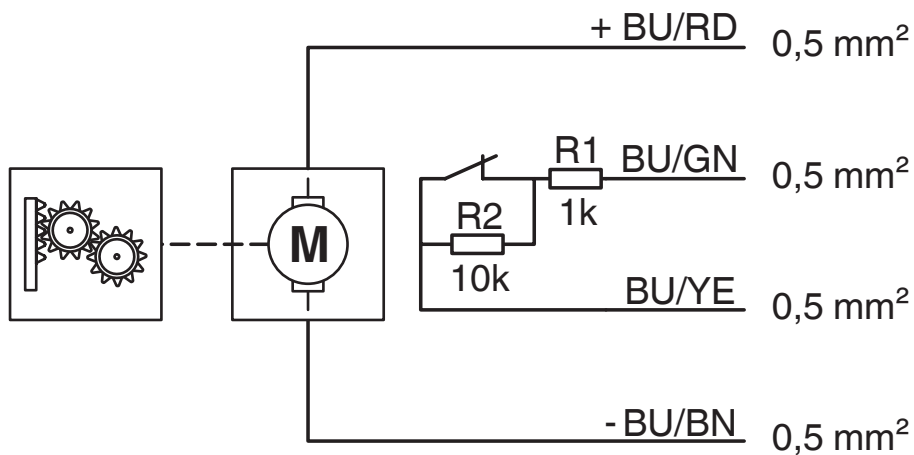 + BU/RD 0,5 mm²
R1 BU/GN 0,5 mm²
1k
R2
10k
M
BU/YE 0,5 mm²
- BU/BN 0,5 mm²